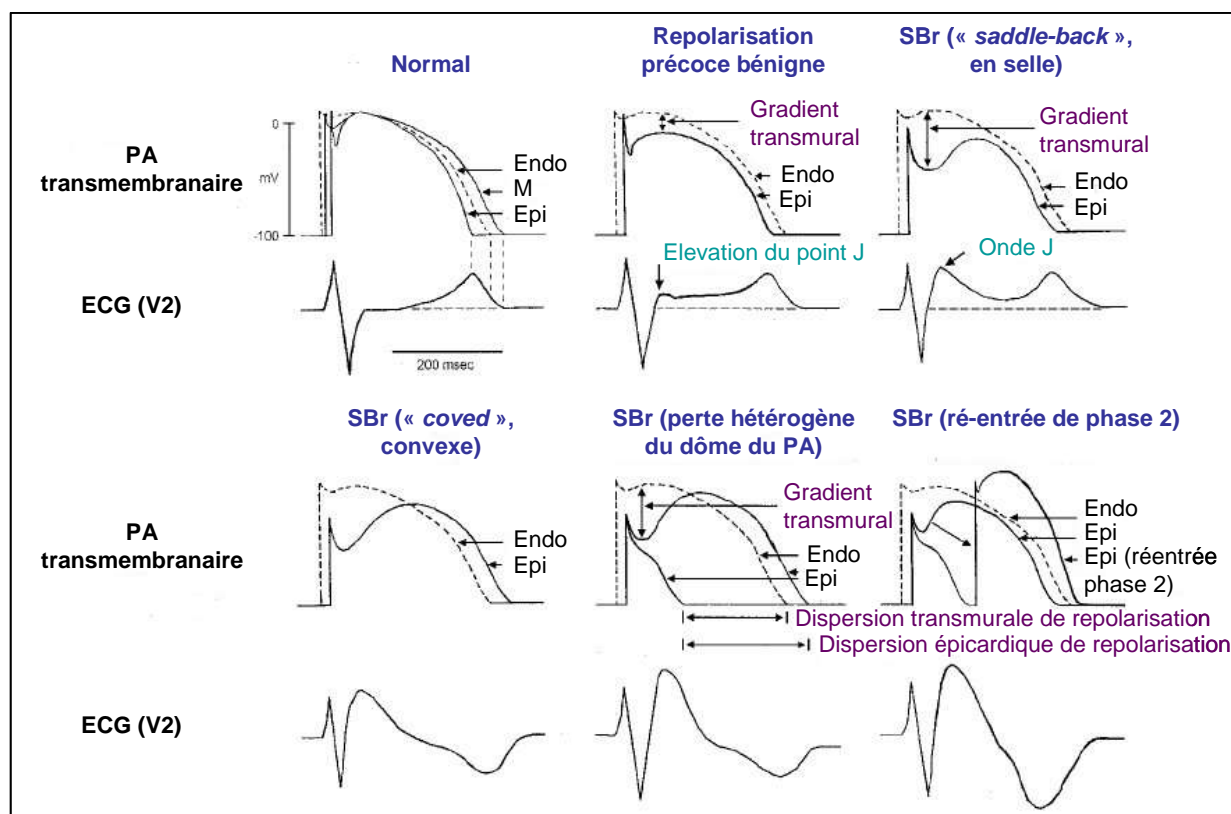 Normal
Repolarisation
précoce bénigne
SBr (« saddle-back »,
en selle)
PA
transmembranaire
0
mV
-100
Endo
M
Epi
Gradient
transmural
Endo
Epi
Gradient
transmural
Endo
Epi
ECG (V2)
200 msec
Elevation du point J
Onde J
SBr (« coved »,
convexe)
SBr (perte hétérogène
du dôme du PA)
SBr (ré-entrée de phase 2)
PA
transmembranaire
Endo
Epi
Gradient
transmural
Endo
Epi
Endo
Epi
Epi (réentrée
phase 2)
Dispersion transmurale de repolarisation
Dispersion épicardique de repolarisation
ECG (V2)